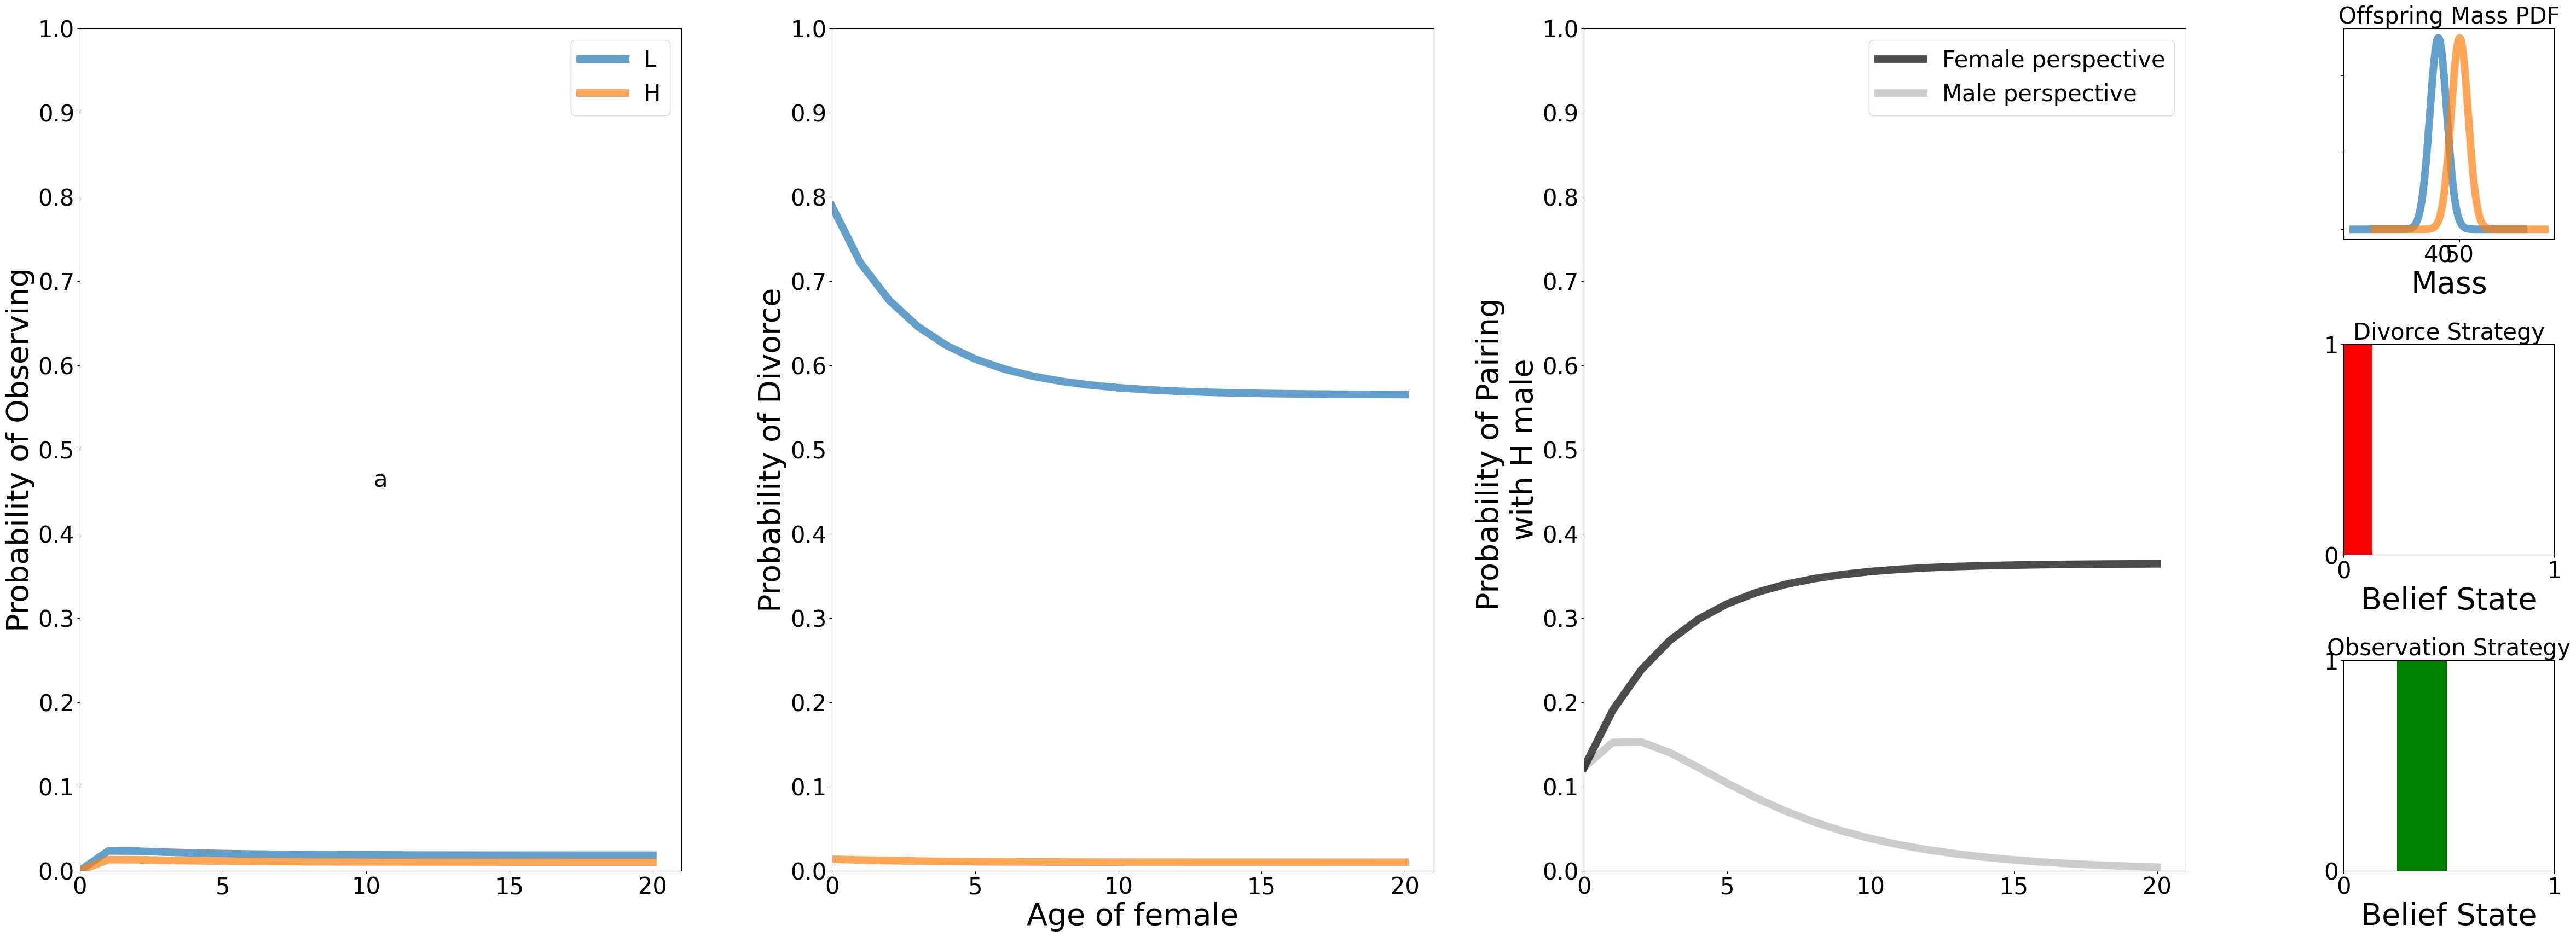 Probability of Observing
1.0
0.9
0.8
0.7
0.6
0.5
0.4
0.3
0.2
0.1
0.0
0 5 10 15 20
L
H
a
Probability of Divorce
1.0
0.9
0.8
0.7
0.6
0.5
0.4
0.3
0.2
0.1
0.0
0 5 10 15 20
Age of female
Probability of Pairing
with H male
1.0
0.9
0.8
0.7
0.6
0.5
0.4
0.3
0.2
0.1
0.0
0 5 10 15 20
Female perspective
Male perspective
Offspring Mass PDF
40 50
Mass
Divorce Strategy
1
0
0 1
Belief State
Observation Strategy
1
0
0 1
Belief State